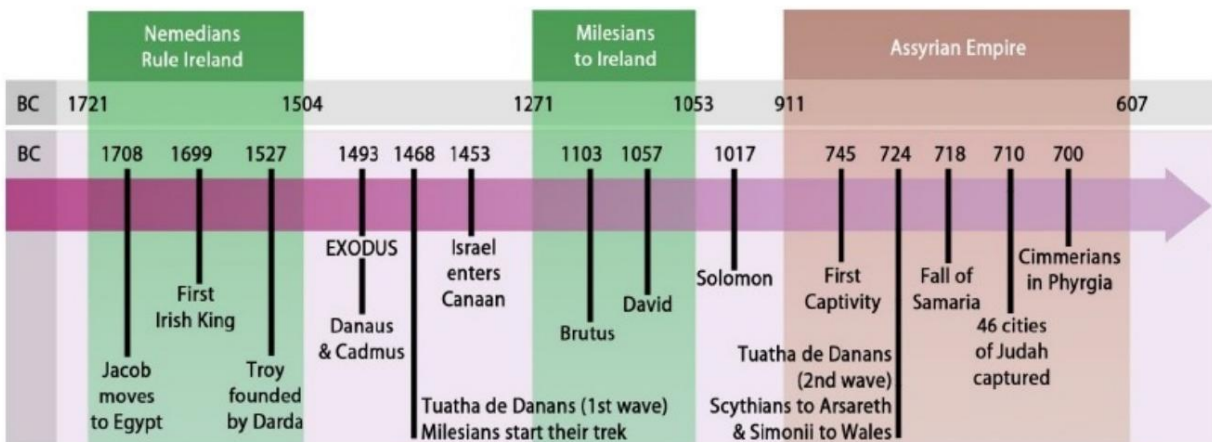 Nemedians
Rule Ireland
Milesians
to Ireland
Assyrian Empire
BC 1721 1504 1271 1053 911 607
BC 1708 1699 1527 1493 1468 1453 1103 1057 1017 745 724 718 710 700
Jacob
moves
to Egypt
First
Irish King
Troy
founded
by Darda
EXODUS
Danaus
& Cadmus
Tuatha de Danans (1st wave)
Milesians start their trek
Israel
enters
Canaan
Brutus
David
Solomon
First
Captivity
Tuatha de Danans
(2nd wave)
Scythians to Arsareth
& Simonii to Wales
Fall of
Samaria
46 cities
of Judah
captured
Cimmerians
in Phyrgia